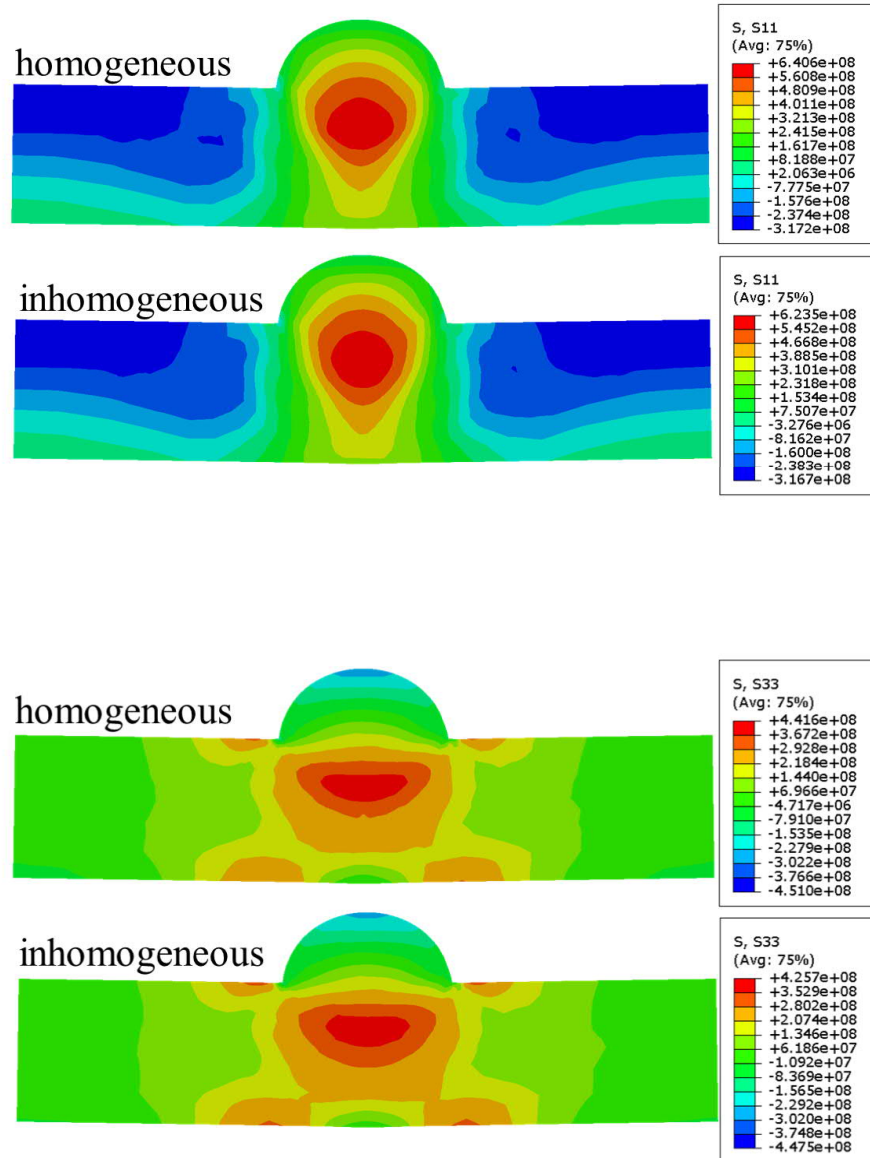 homogeneous
S, S11
(Avg: 75%)
+6.406e+08
+5.608e+08
+4.809e+08
+4.011e+08
+3.213e+08
+2.415e+08
+1.617e+08
+8.188e+07
+2.063e+06
-7.775e+07
-1.576e+08
-2.374e+08
-3.172e+08
inhomogeneous
S, S11
(Avg: 75%)
+6.235e+08
+5.452e+08
+4.668e+08
+3.885e+08
+3.101e+08
+2.318e+08
+1.534e+08
+7.507e+07
-3.276e+06
-8.162e+07
-1.600e+08
-2.383e+08
-3.167e+08
homogeneous
S, S33
(Avg: 75%)
+4.416e+08
+3.672e+08
+2.928e+08
+2.184e+08
+1.440e+08
+6.966e+07
-4.717e+06
-7.910e+07
-1.535e+08
-2.279e+08
-3.022e+08
-3.766e+08
-4.510e+08
inhomogeneous
S, S33
(Avg: 75%)
+4.257e+08
+3.529e+08
+2.802e+08
+2.074e+08
+1.346e+08
+6.186e+07
-1.092e+07
-8.369e+07
-1.565e+08
-2.292e+08
-3.020e+08
-3.748e+08
-4.475e+08